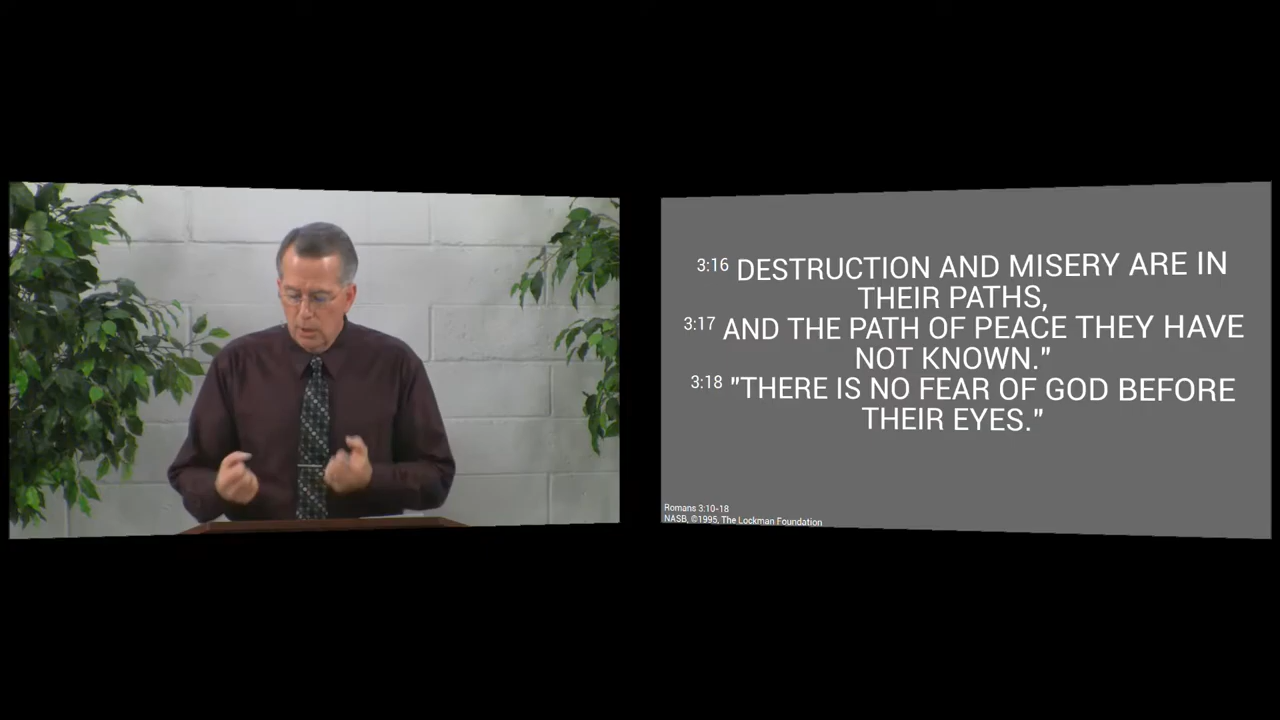 3:16 DESTRUCTION AND MISERY ARE IN
THEIR PATHS,
3:17 AND THE PATH OF PEACE THEY HAVE
NOT KNOWN."
3:18 "THERE IS NO FEAR OF GOD BEFORE
THEIR EYES."
Romans 3:10-18
NASB, ©1995, The Lockman Foundation